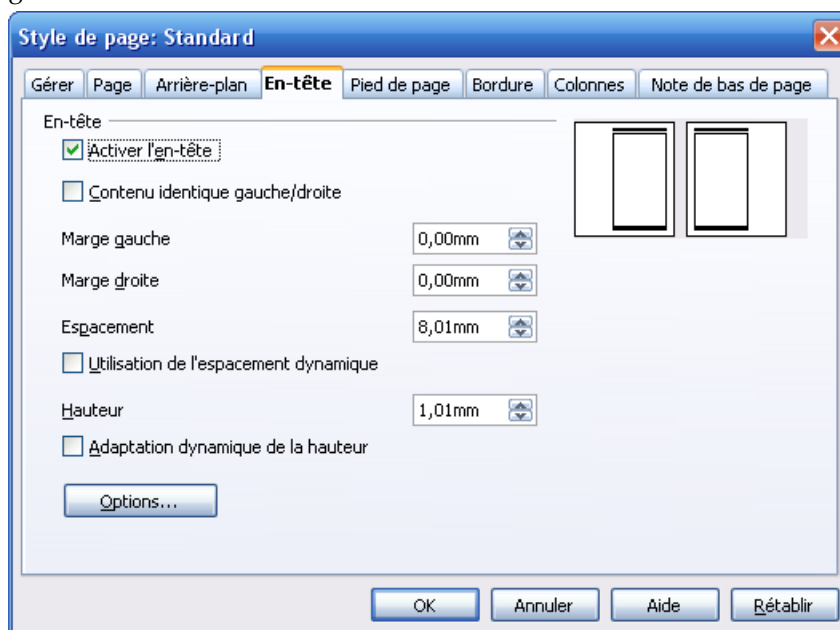 Style de page: Standard
Gérer Page Arrière-plan En-tête Pied de page Bordure Colonnes Note de bas de page
En-tête
Activer l'en-tête
Contenu identique gauche/droite
Marge gauche 0,00mm
Marge droite 0,00mm
Espacement 8,01mm
Utilisation de l'espacement dynamique
Hauteur 1,01mm
Adaptation dynamique de la hauteur
Options...
OK Annuler Aide Rétablir